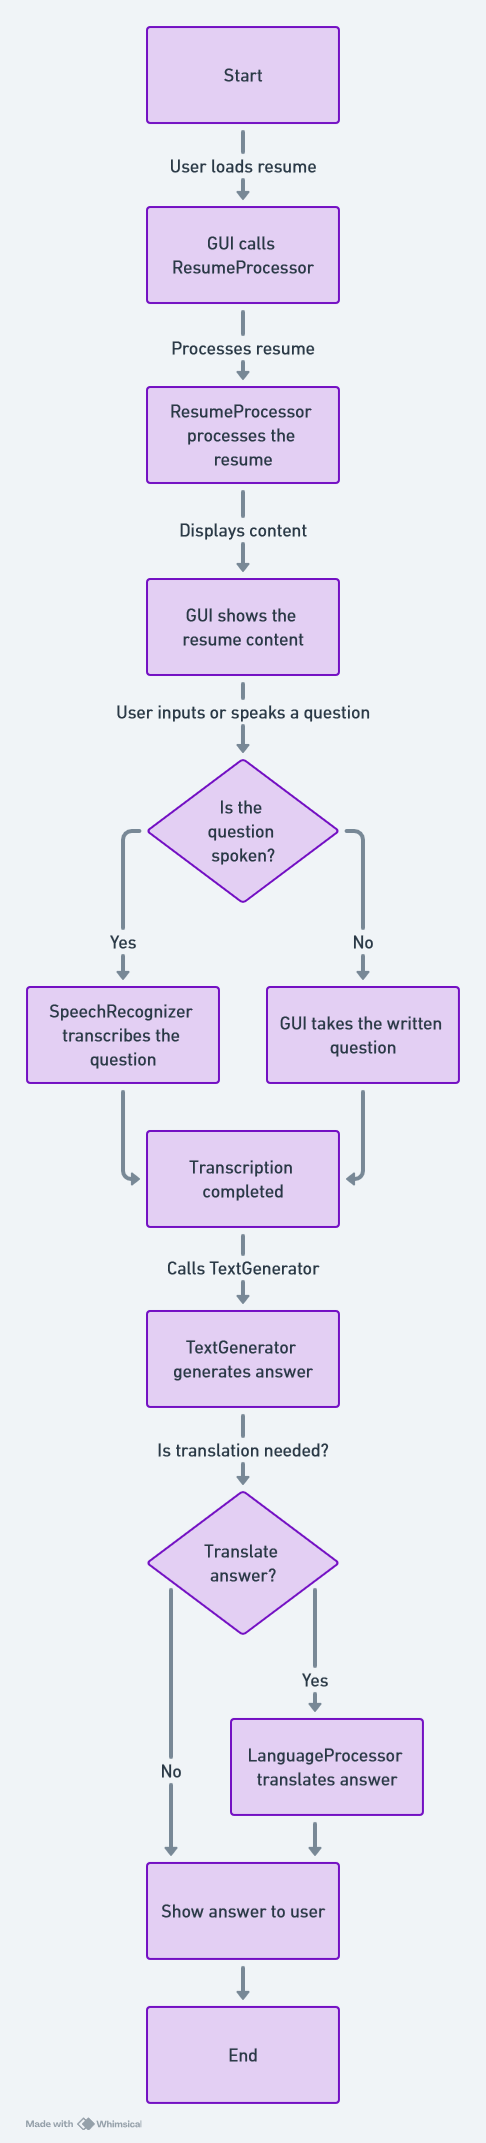 Start
User loads resume
GUI calls
ResumeProcessor
Processes resume
ResumeProcessor
processes the
resume
Displays content
GUI shows the
resume content
User inputs or speaks a question
Is the
question
spoken?
Yes
No
SpeechRecognizer
transcribes the
question
GUI takes the written
question
Transcription
completed
Calls TextGenerator
TextGenerator
generates answer
Is translation needed?
Translate
answer?
Yes
LanguageProcessor
translates answer
No
Show answer to user
End
Made with Whimsical